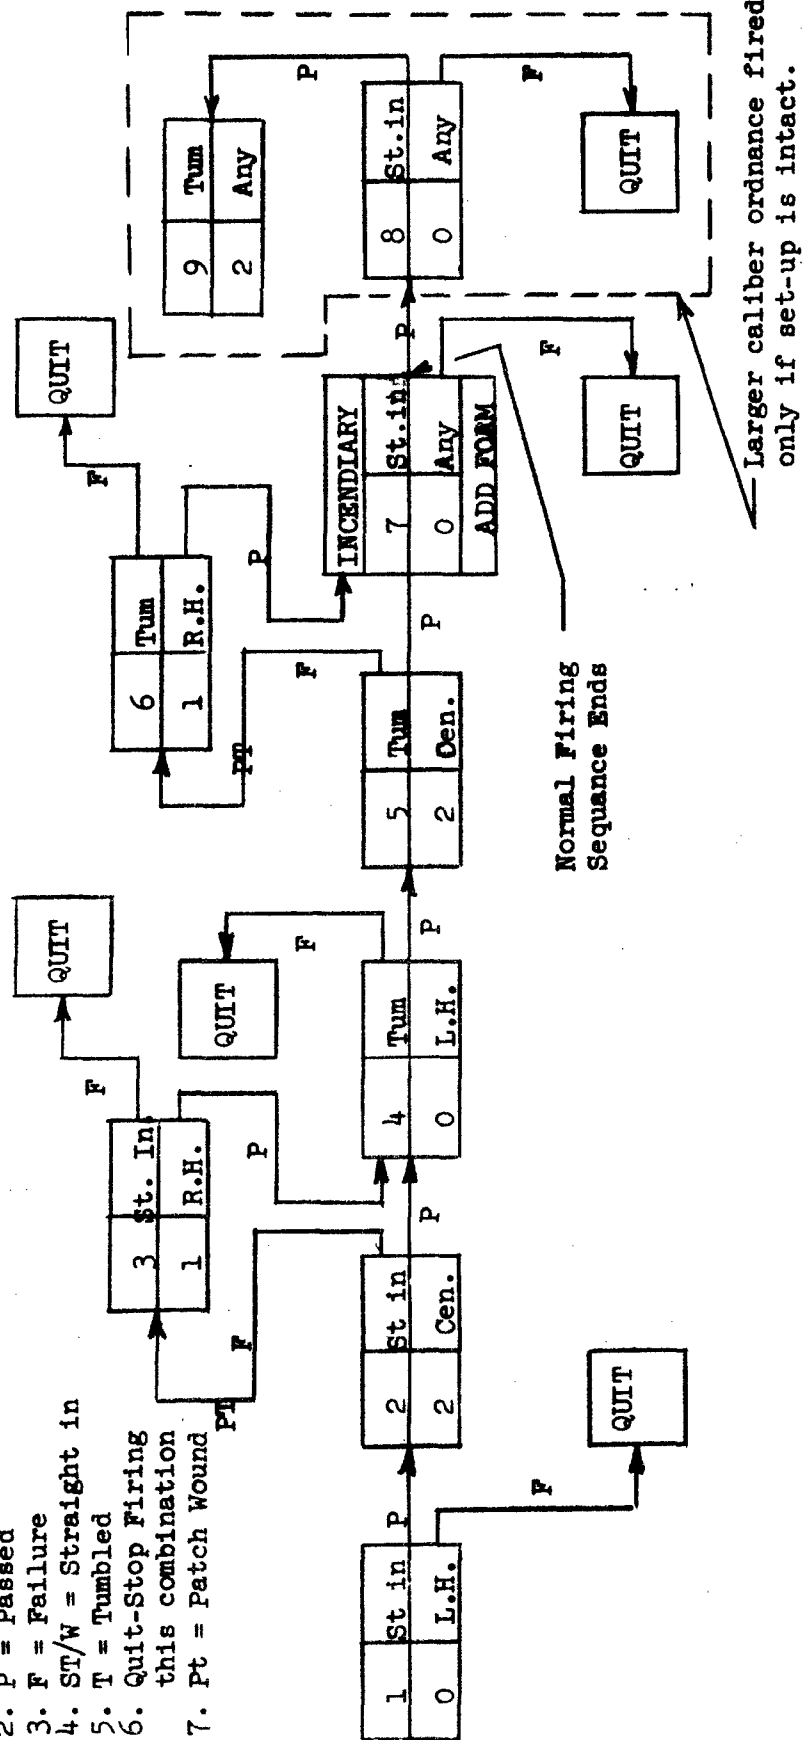 2. P = Passed
3. F = Failure
4. ST/W = Straight in
5. T = Tumbled
6. Quit-Stop Firing
this combination
7. Pt = Patch Wound
1 St in
0 L.H.
P
F
QUIT
2 St in
2 Cen.
PT F
P
3 St. In.
1 R.H.
F
QUIT
P
4 Tum
0 L.H.
F
QUIT
P
5 Tum
2 Cen.
PT F
P
6 Tum
1 R.H.
F
QUIT
P
INCENDIARY
7 St.in
0 Any
ADD FORM
F
QUIT
P
Normal Firing
Sequance Ends
8 St.in
0 Any
F
QUIT
P
9 Tum
2 Any
Larger caliber ordnance fired
only if set-up is intact.